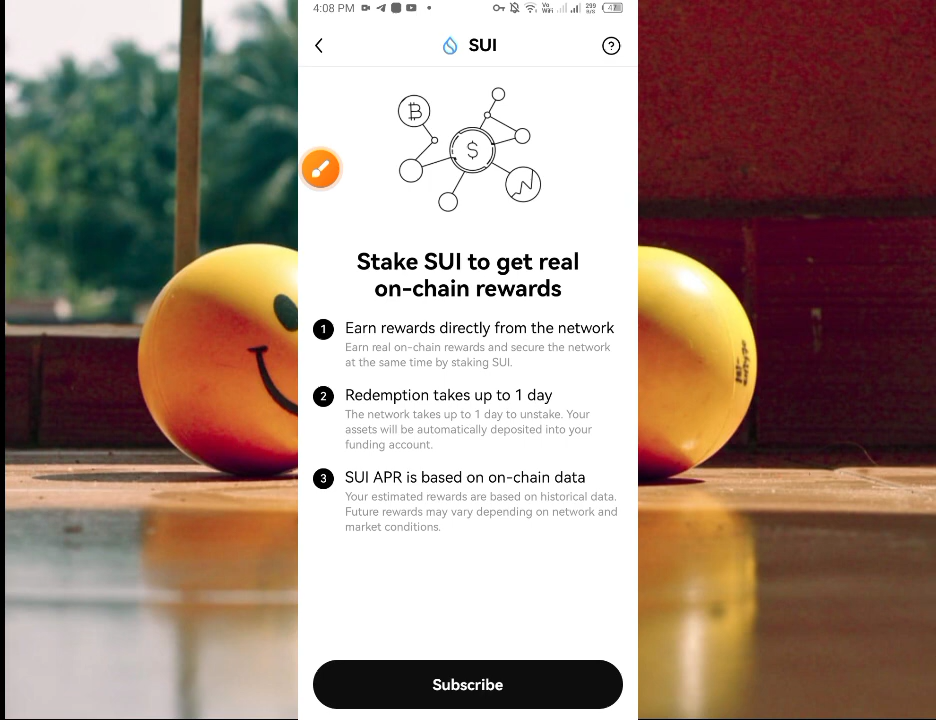 4:08 PM
Vo
WiFi
299
B/S
47
SUI
Stake SUI to get real
on-chain rewards
1 Earn rewards directly from the network
Earn real on-chain rewards and secure the network
at the same time by staking SUI.
2 Redemption takes up to 1 day
The network takes up to 1 day to unstake. Your
assets will be automatically deposited into your
funding account.
3 SUI APR is based on on-chain data
Your estimated rewards are based on historical data.
Future rewards may vary depending on network and
market conditions.
Subscribe